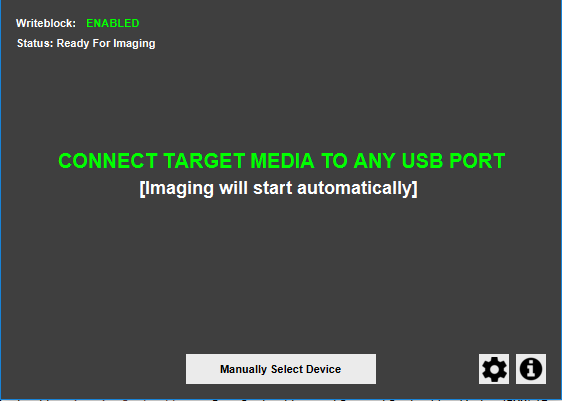 Writeblock: ENABLED
Status: Ready For Imaging
CONNECT TARGET MEDIA TO ANY USB PORT
[Imaging will start automatically]
Manually Select Device